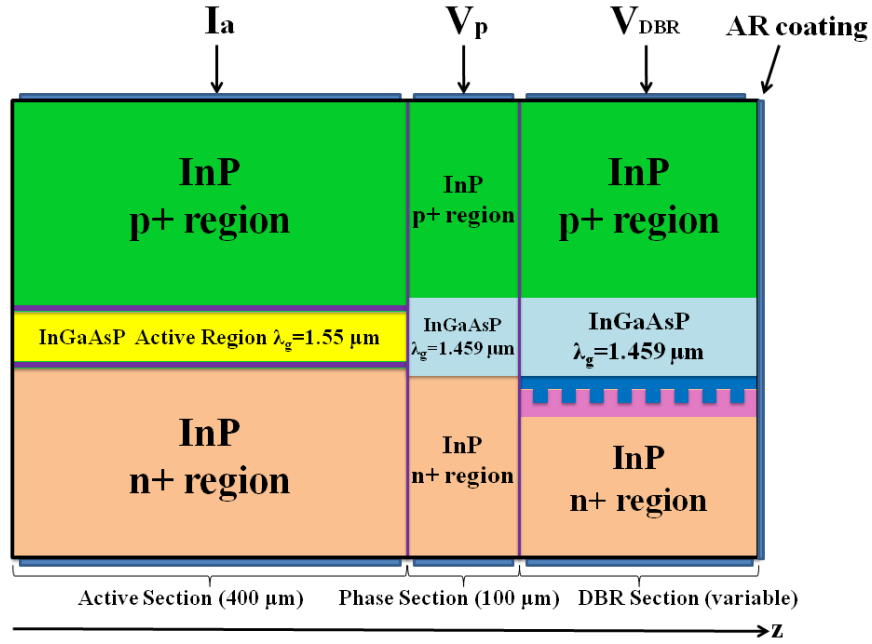 Ia
Vp
VDBR
AR coating
InP
p+ region
InP
p+ region
InP
p+ region
InGaAsP Active Region λg=1.55 μm
InGaAsP
λg=1.459 μm
InGaAsP
λg=1.459 μm
InP
n+ region
InP
n+ region
InP
n+ region
Active Section (400 μm)
Phase Section (100 μm)
DBR Section (variable)
z